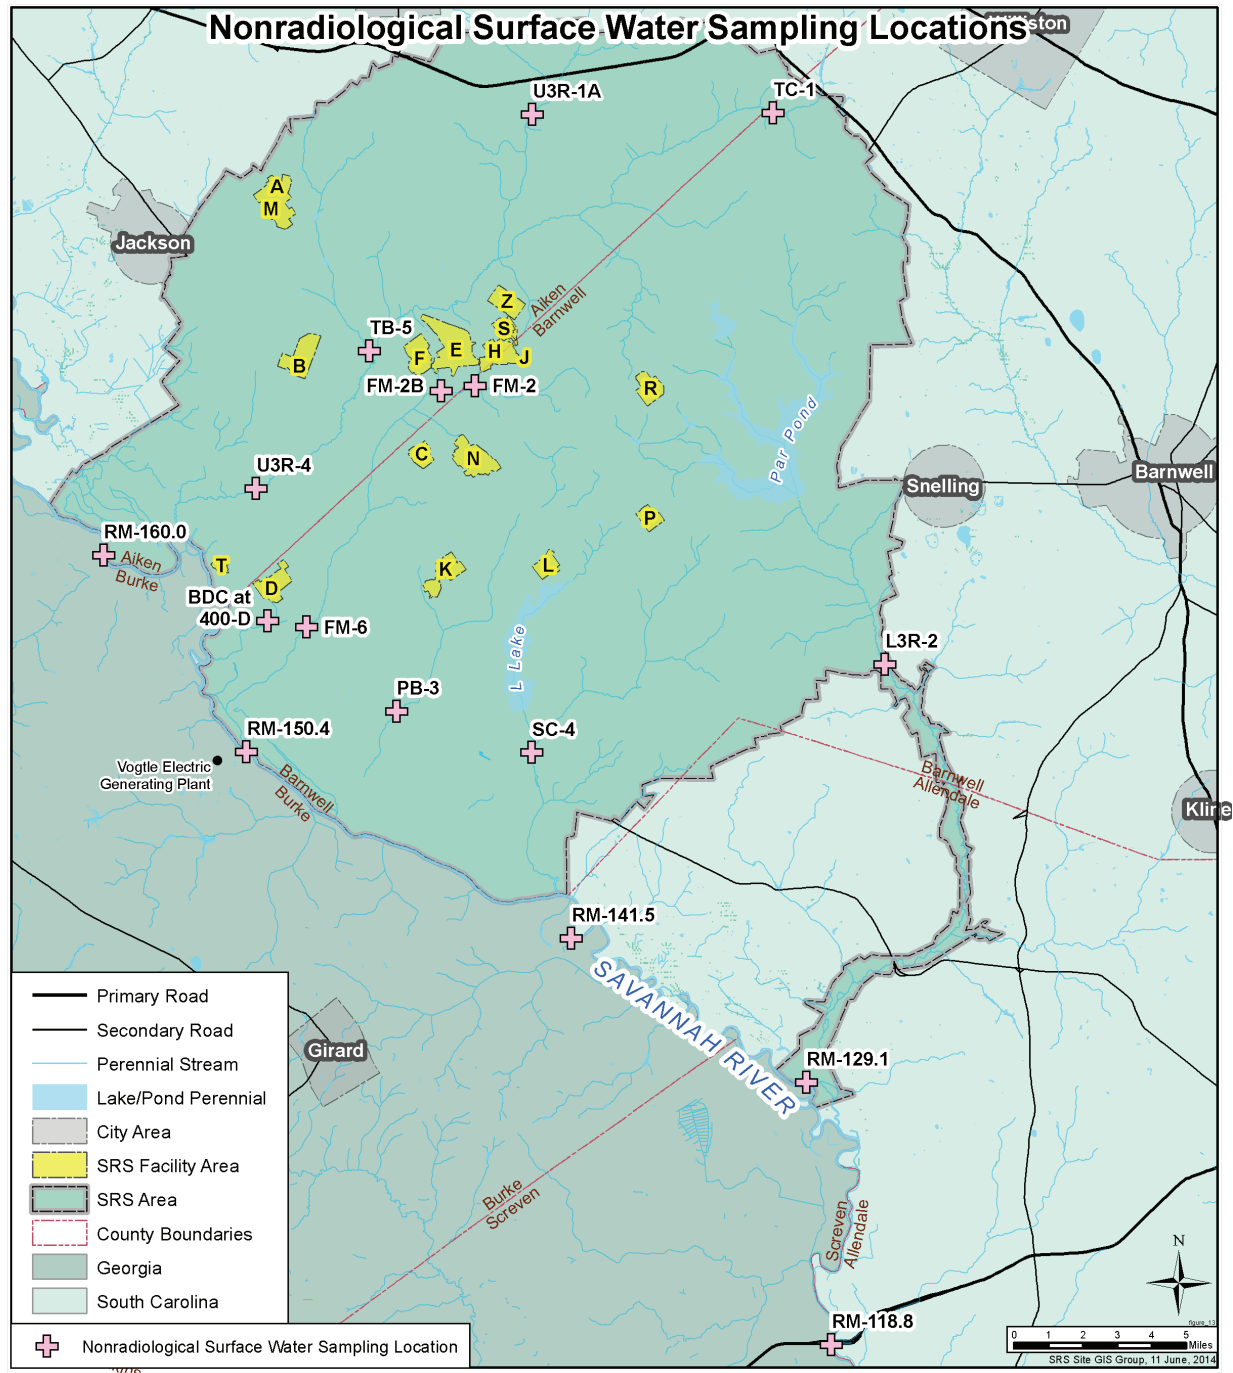 Nonradiological Surface Water Sampling Locations
Williston
U3R-1A
TC-1
A
M
Jackson
Z
Aiken
Barnwell
S
TB-5
F
E
H
J
B
FM-2B
FM-2
R
Par Pond
C
N
U3R-4
Snelling
Barnwell
P
RM-160.0
Aiken
Burke
T
K
L
D
BDC at
400-D
FM-6
L3R-2
L Lake
PB-3
RM-150.4
SC-4
Vogtle Electric
Generating Plant
Barnwell
Burke
Barnwell
Allendale
Kline
RM-141.5
SAVANNAH RIVER
Girard
RM-129.1
Burke
Screven
Screven
Allendale
RM-118.8
Primary Road
Secondary Road
Perennial Stream
Lake/Pond Perennial
City Area
SRS Facility Area
SRS Area
County Boundaries
Georgia
South Carolina
Nonradiological Surface Water Sampling Location
N
figure_13
0 1 2 3 4 5
Miles
SRS Site GIS Group, 11 June, 2014